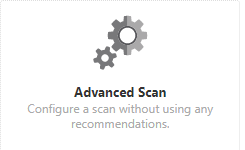 Advanced Scan
Configure a scan without using any
recommendations.